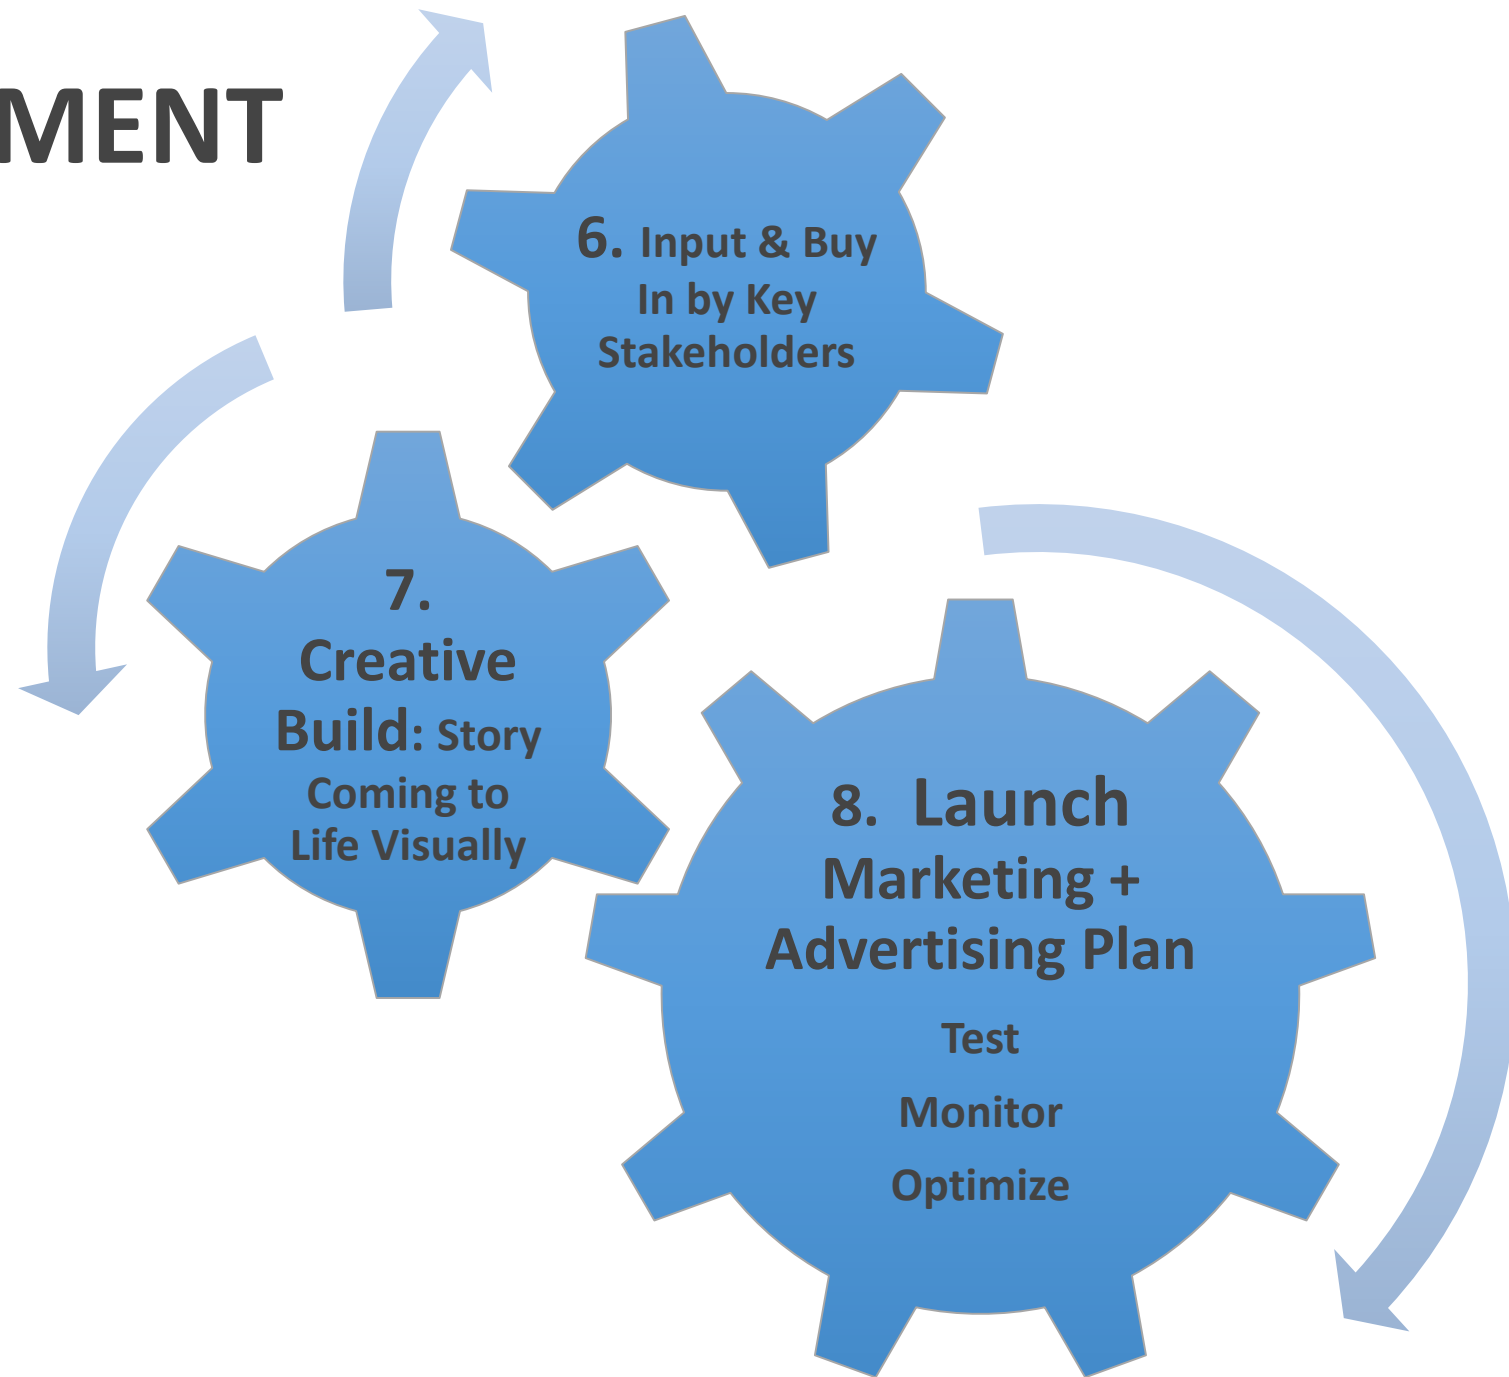 MENT
6. Input & Buy
In by Key
Stakeholders
7.
Creative
Build: Story
Coming to
Life Visually
8. Launch
Marketing +
Advertising Plan
Test
Monitor
Optimize